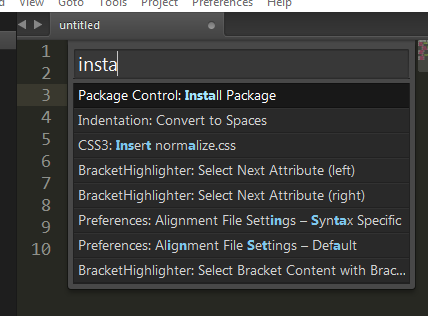 View Goto Tools Project Preferences Help
untitled
1
2
3
4
5
6
7
8
9
10
insta
Package Control: Install Package
Indentation: Convert to Spaces
CSS3: Insert normalize.css
BracketHighlighter: Select Next Attribute (left)
BracketHighlighter: Select Next Attribute (right)
Preferences: Alignment File Settings – Syntax Specific
Preferences: Alignment File Settings – Default
BracketHighlighter: Select Bracket Content with Brac...